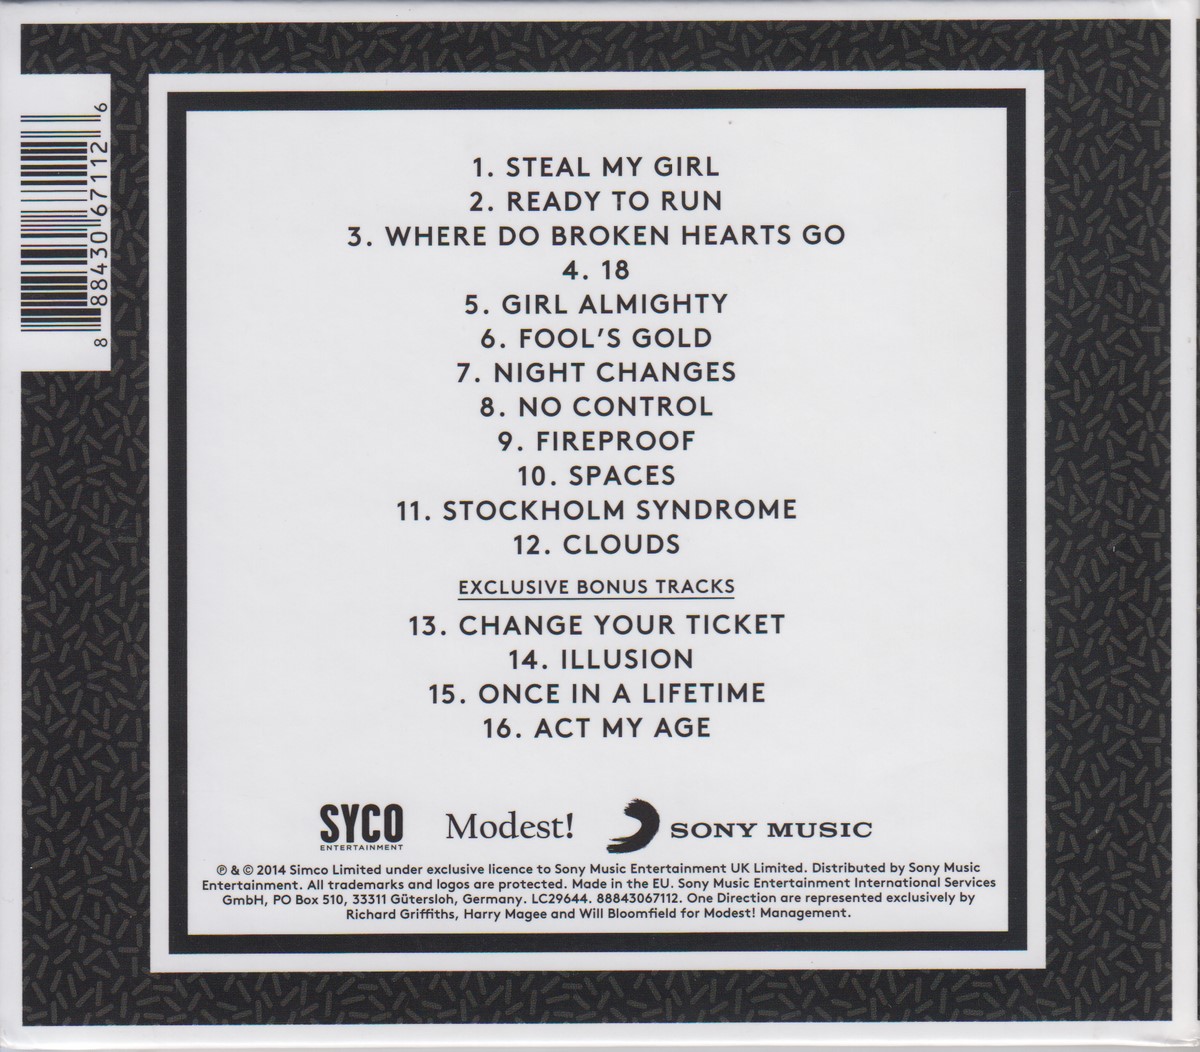 1. STEAL MY GIRL
2. READY TO RUN
3. WHERE DO BROKEN HEARTS GO
4. 18
5. GIRL ALMIGHTY
6. FOOL'S GOLD
7. NIGHT CHANGES
8. NO CONTROL
9. FIREPROOF
10. SPACES
11. STOCKHOLM SYNDROME
12. CLOUDS
EXCLUSIVE BONUS TRACKS
13. CHANGE YOUR TICKET
14. ILLUSION
15. ONCE IN A LIFETIME
16. ACT MY AGE
SYCO
ENTERTAINMENT
Modest!
SONY MUSIC
℗ & © 2014 Simco Limited under exclusive licence to Sony Music Entertainment UK Limited. Distributed by Sony Music
Entertainment. All trademarks and logos are protected. Made in the EU. Sony Music Entertainment International Services
GmbH, PO Box 510, 33311 Gütersloh, Germany. LC29644. 88843067112. One Direction are represented exclusively by
Richard Griffiths, Harry Magee and Will Bloomfield for Modest! Management.
8 88430 67112 6